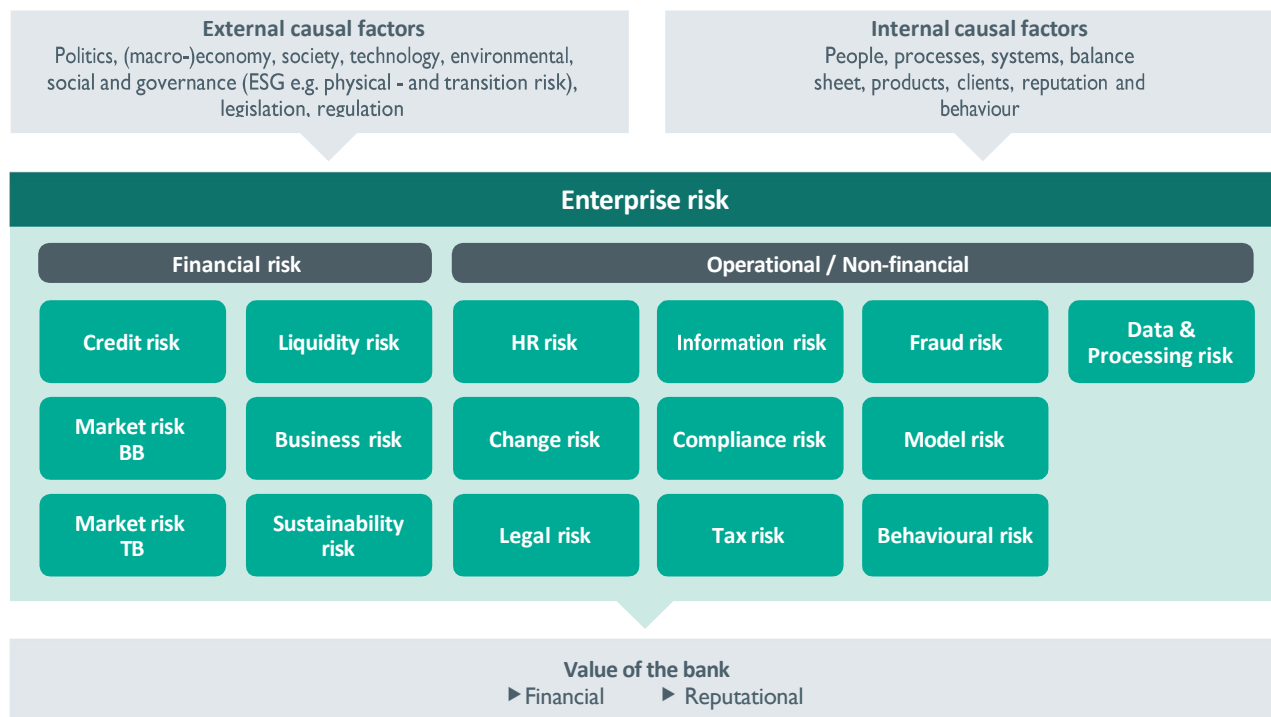 External causal factors
Politics, (macro-)economy, society, technology, environmental,
social and governance (ESG e.g. physical - and transition risk),
legislation, regulation
Internal causal factors
People, processes, systems, balance
sheet, products, clients, reputation and
behaviour
Enterprise risk
Financial risk
Operational / Non-financial
Credit risk
Liquidity risk
HR risk
Information risk
Fraud risk
Data &
Processing risk
Market risk
BB
Business risk
Change risk
Compliance risk
Model risk
Market risk
TB
Sustainability
risk
Legal risk
Tax risk
Behavioural risk
Value of the bank
Financial
Reputational